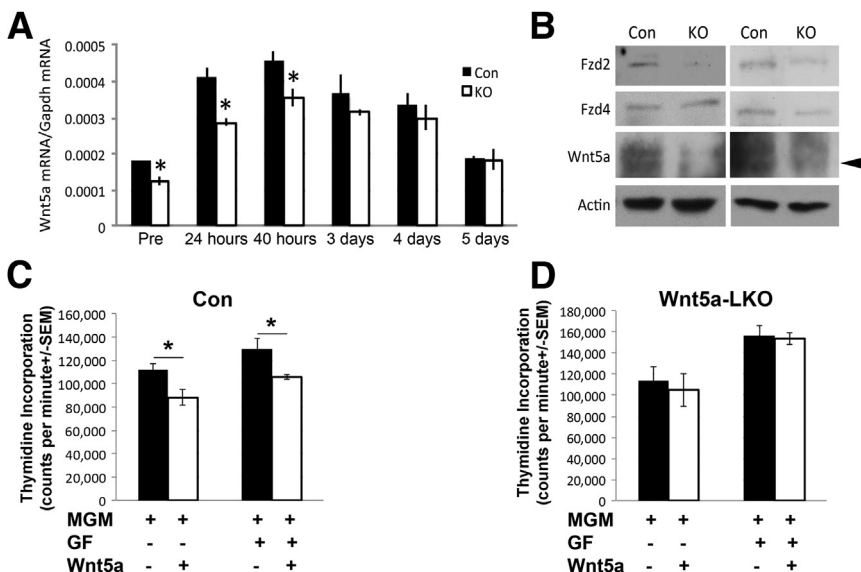 A
Wnt5a mRNA/Gapdh mRNA
0.0005
0.0004
0.0003
0.0002
0.0001
0
* * *
Con
KO
Pre 24 hours 40 hours 3 days 4 days 5 days
B
Con KO Con KO
Fzd2
Fzd4
Wnt5a
Actin
C
Con
Thymidine Incorporation
(counts per minute+/-SEM)
160,000
140,000
120,000
100,000
80,000
60,000
40,000
20,000
0
* *
MGM + + + +
GF - - + +
Wnt5a - + - +
D
Wnt5a-LKO
Thymidine Incorporation
(counts per minute+/-SEM)
180,000
160,000
140,000
120,000
100,000
80,000
60,000
40,000
20,000
0
MGM + + + +
GF - - + +
Wnt5a - + - +